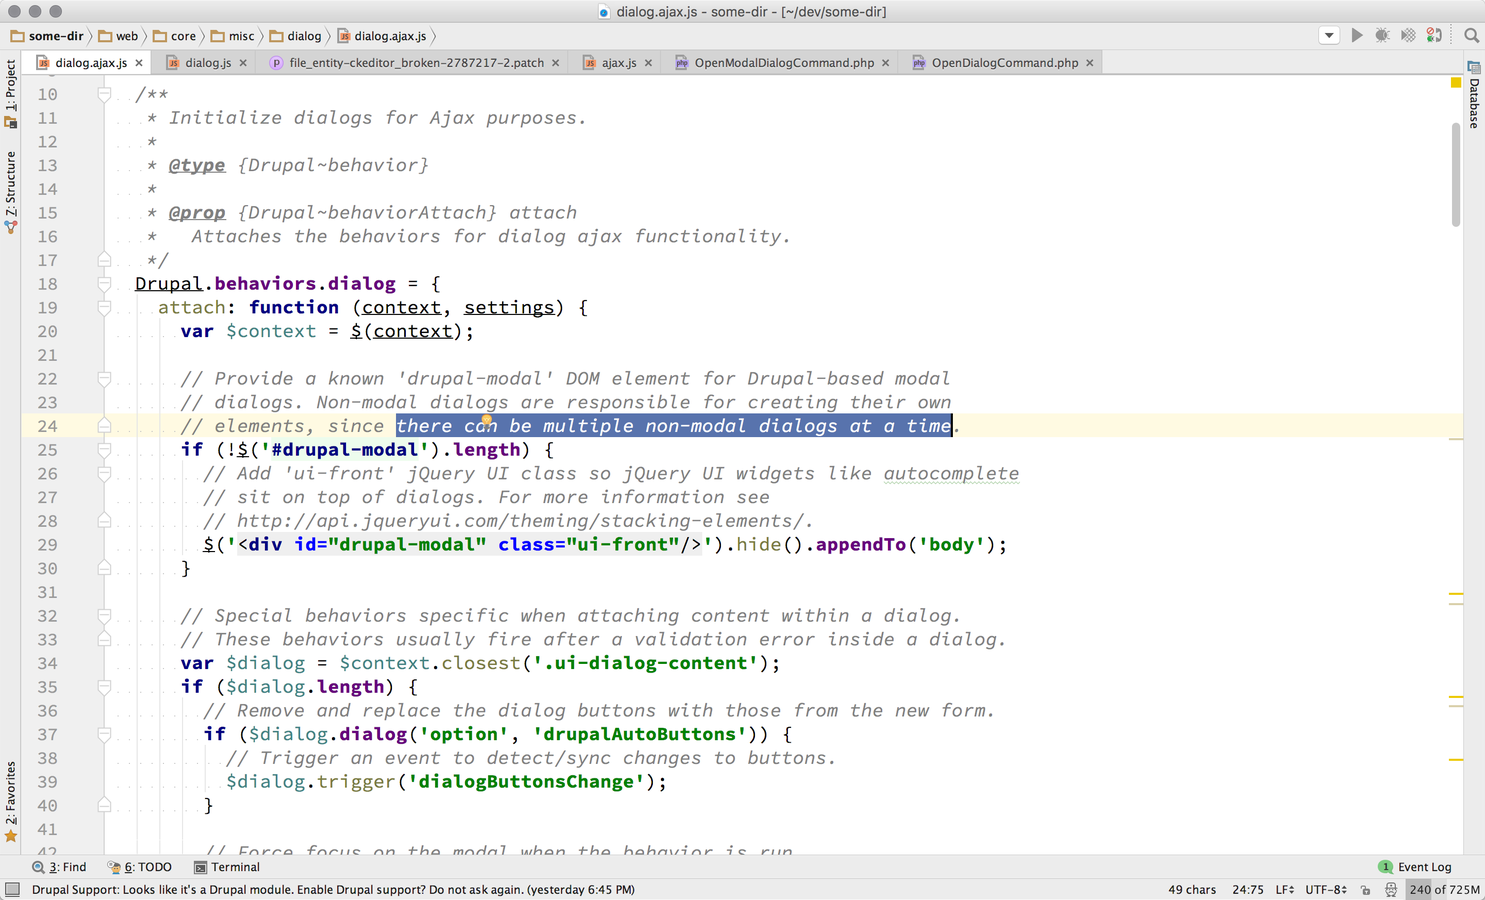 dialog.ajax.js - some-dir - [~/dev/some-dir]
some-dir web core misc dialog dialog.ajax.js
dialog.ajax.js dialog.js file_entity-ckeditor_broken-2787217-2.patch ajax.js OpenModalDialogCommand.php OpenDialogCommand.php
1: Project
Z: Structure
2: Favorites
Database
10 /**
11 * Initialize dialogs for Ajax purposes.
12 *
13 * @type {Drupal~behavior}
14 *
15 * @prop {Drupal~behaviorAttach} attach
16 *   Attaches the behaviors for dialog ajax functionality.
17 */
18 Drupal.behaviors.dialog = {
19 attach: function (context, settings) {
20 var $context = $(context);
21
22 // Provide a known 'drupal-modal' DOM element for Drupal-based modal
23 // dialogs. Non-modal dialogs are responsible for creating their own
24 // elements, since there can be multiple non-modal dialogs at a time.
25 if (!$('#drupal-modal').length) {
26 // Add 'ui-front' jQuery UI class so jQuery UI widgets like autocomplete
27 // sit on top of dialogs. For more information see
28 // http://api.jqueryui.com/theming/stacking-elements/.
29 $('<div id="drupal-modal" class="ui-front"/>').hide().appendTo('body');
30 }
31
32 // Special behaviors specific when attaching content within a dialog.
33 // These behaviors usually fire after a validation error inside a dialog.
34 var $dialog = $context.closest('.ui-dialog-content');
35 if ($dialog.length) {
36 // Remove and replace the dialog buttons with those from the new form.
37 if ($dialog.dialog('option', 'drupalAutoButtons')) {
38 // Trigger an event to detect/sync changes to buttons.
39 $dialog.trigger('dialogButtonsChange');
40 }
41
42 // Force focus on the modal when the behavior is run
3: Find 6: TODO Terminal 1 Event Log
Drupal Support: Looks like it's a Drupal module. Enable Drupal support? Do not ask again. (yesterday 6:45 PM) 49 chars 24:75 LF UTF-8 240 of 725M